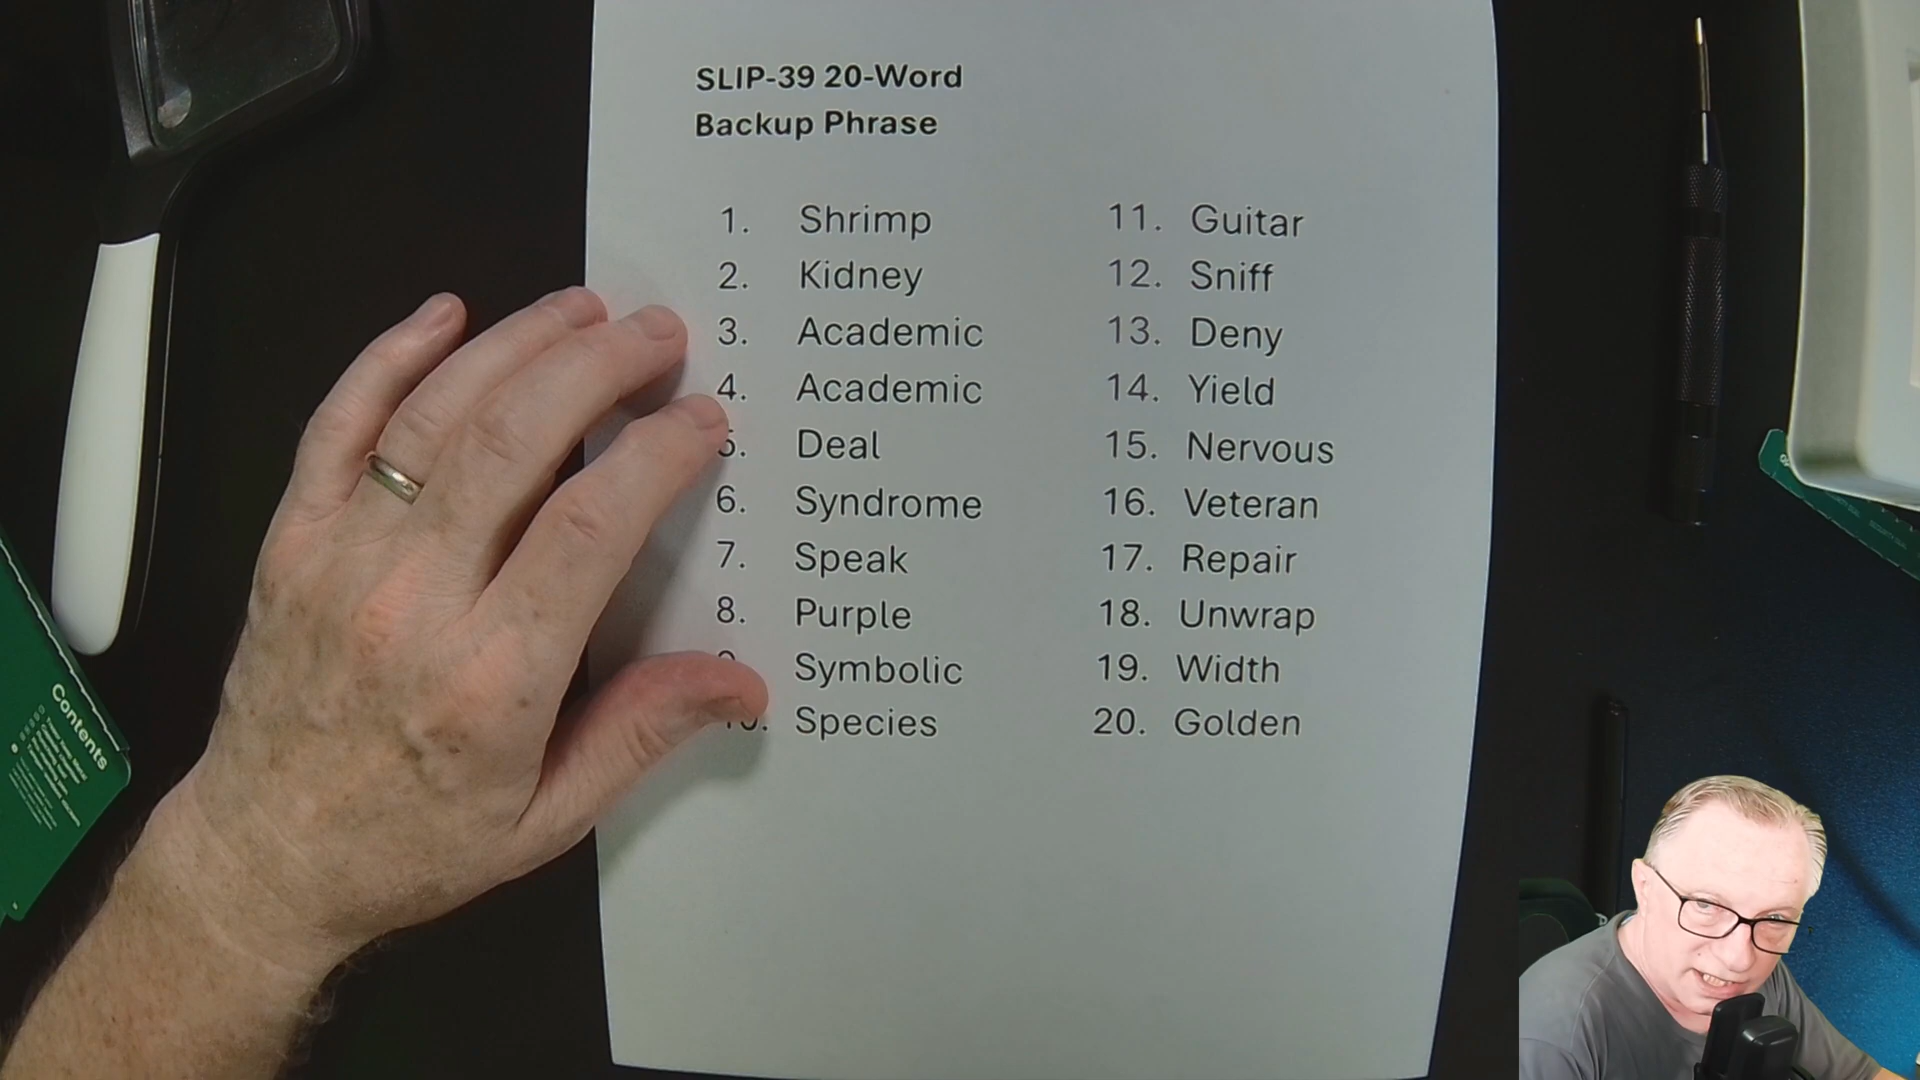 SLIP-39 20-Word
Backup Phrase
1. Shrimp
2. Kidney
3. Academic
4. Academic
5. Deal
6. Syndrome
7. Speak
8. Purple
Symbolic
10. Species
11. Guitar
12. Sniff
13. Deny
14. Yield
15. Nervous
16. Veteran
17. Repair
18. Unwrap
19. Width
20. Golden
Contents